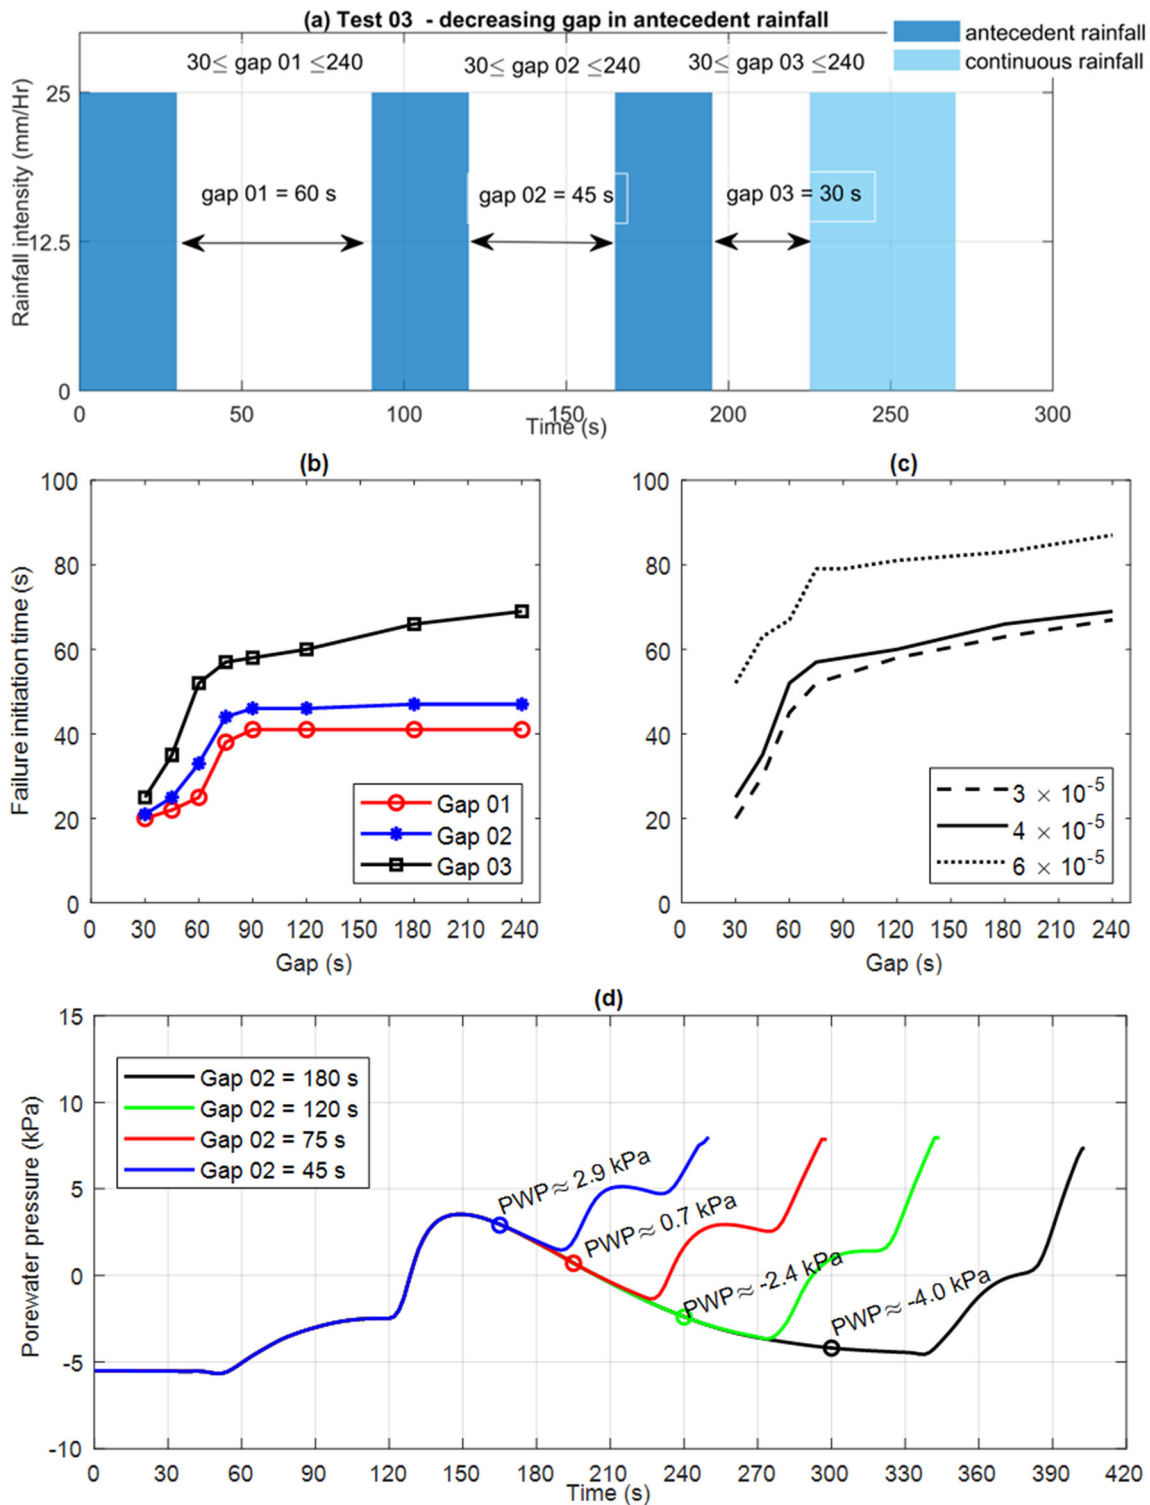 (a) Test 03 - decreasing gap in antecedent rainfall
antecedent rainfall
continuous rainfall
30≤ gap 01 ≤240
30≤ gap 02 ≤240
30≤ gap 03 ≤240
Rainfall intensity (mm/Hr)
25
12.5
0
gap 01 = 60 s
gap 02 = 45 s
gap 03 = 30 s
0 50 100 150 200 250 300
Time (s)
(b)
Failure initiation time (s)
100
80
60
40
20
0
Gap 01
Gap 02
Gap 03
0 30 60 90 120 150 180 210 240
Gap (s)
(c)
100
80
60
40
20
0
3 × 10⁻⁵
4 × 10⁻⁵
6 × 10⁻⁵
0 30 60 90 120 150 180 210 240
Gap (s)
(d)
Porewater pressure (kPa)
15
10
5
0
-5
-10
Gap 02 = 180 s
Gap 02 = 120 s
Gap 02 = 75 s
Gap 02 = 45 s
PWP≈ 2.9 kPa
PWP≈ 0.7 kPa
PWP≈ -2.4 kPa
PWP≈ -4.0 kPa
0 30 60 90 120 150 180 210 240 270 300 330 360 390 420
Time (s)